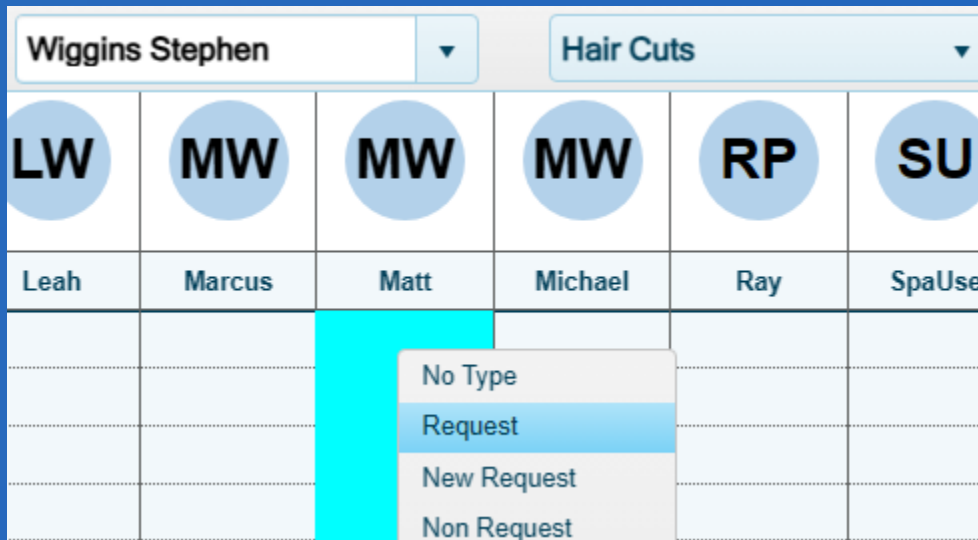 Wiggins Stephen Hair Cuts
LW MW MW MW RP SU
Leah Marcus Matt Michael Ray SpaUse
No Type
Request
New Request
Non Request